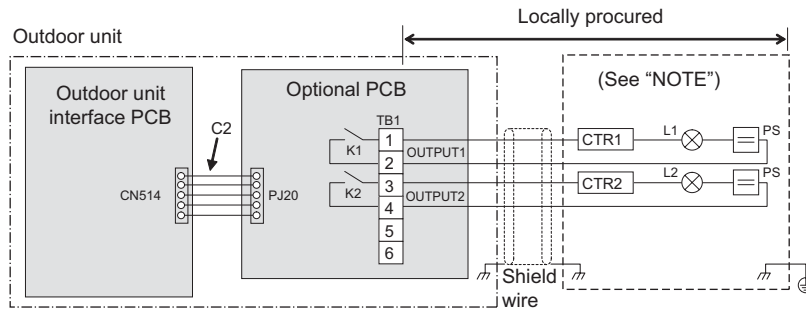 Locally procured
Outdoor unit
Outdoor unit
interface PCB
Optional PCB
(See “NOTE”)
C2
TB1
CN514
PJ20
K1
K2
1
2
3
4
5
6
OUTPUT1
OUTPUT2
CTR1
L1
PS
CTR2
L2
PS
Shield
wire